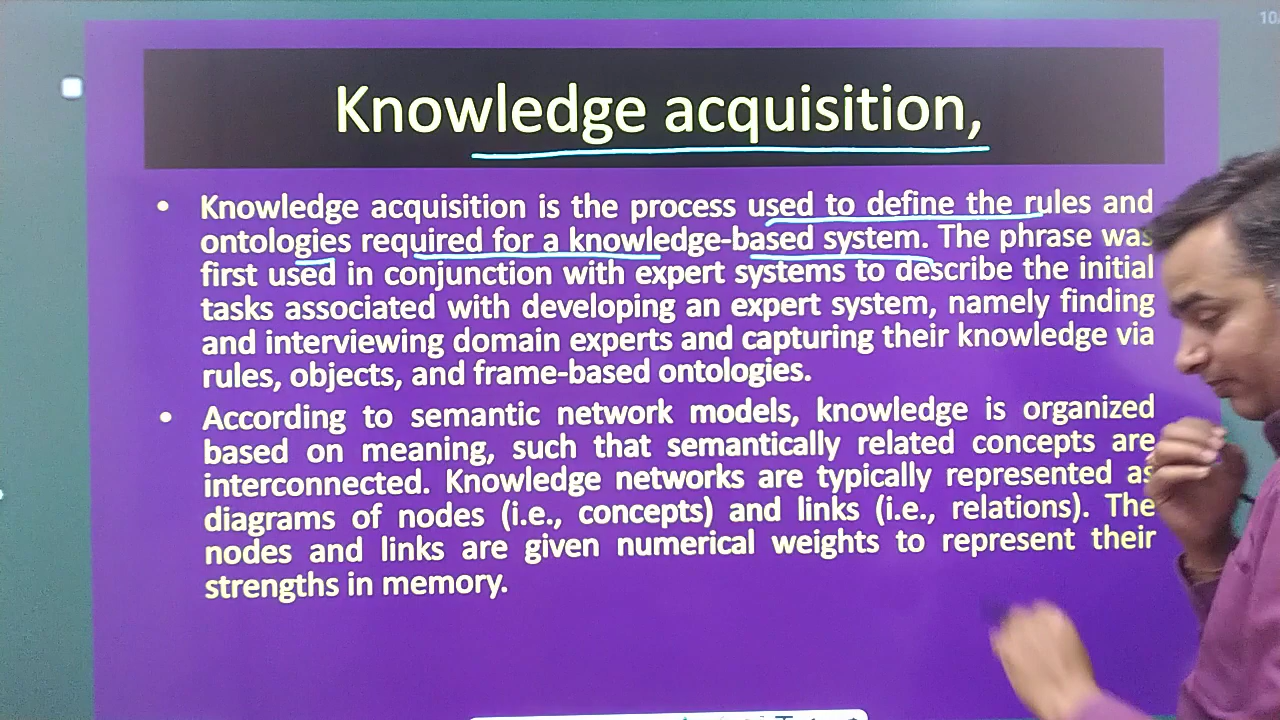 10
Knowledge acquisition,
• Knowledge acquisition is the process used to define the rules and
ontologies required for a knowledge-based system. The phrase was
first used in conjunction with expert systems to describe the initial
tasks associated with developing an expert system, namely finding
and interviewing domain experts and capturing their knowledge via
rules, objects, and frame-based ontologies.
• According to semantic network models, knowledge is organized
based on meaning, such that semantically related concepts are
interconnected. Knowledge networks are typically represented as
diagrams of nodes (i.e., concepts) and links (i.e., relations). The
nodes and links are given numerical weights to represent their
strengths in memory.